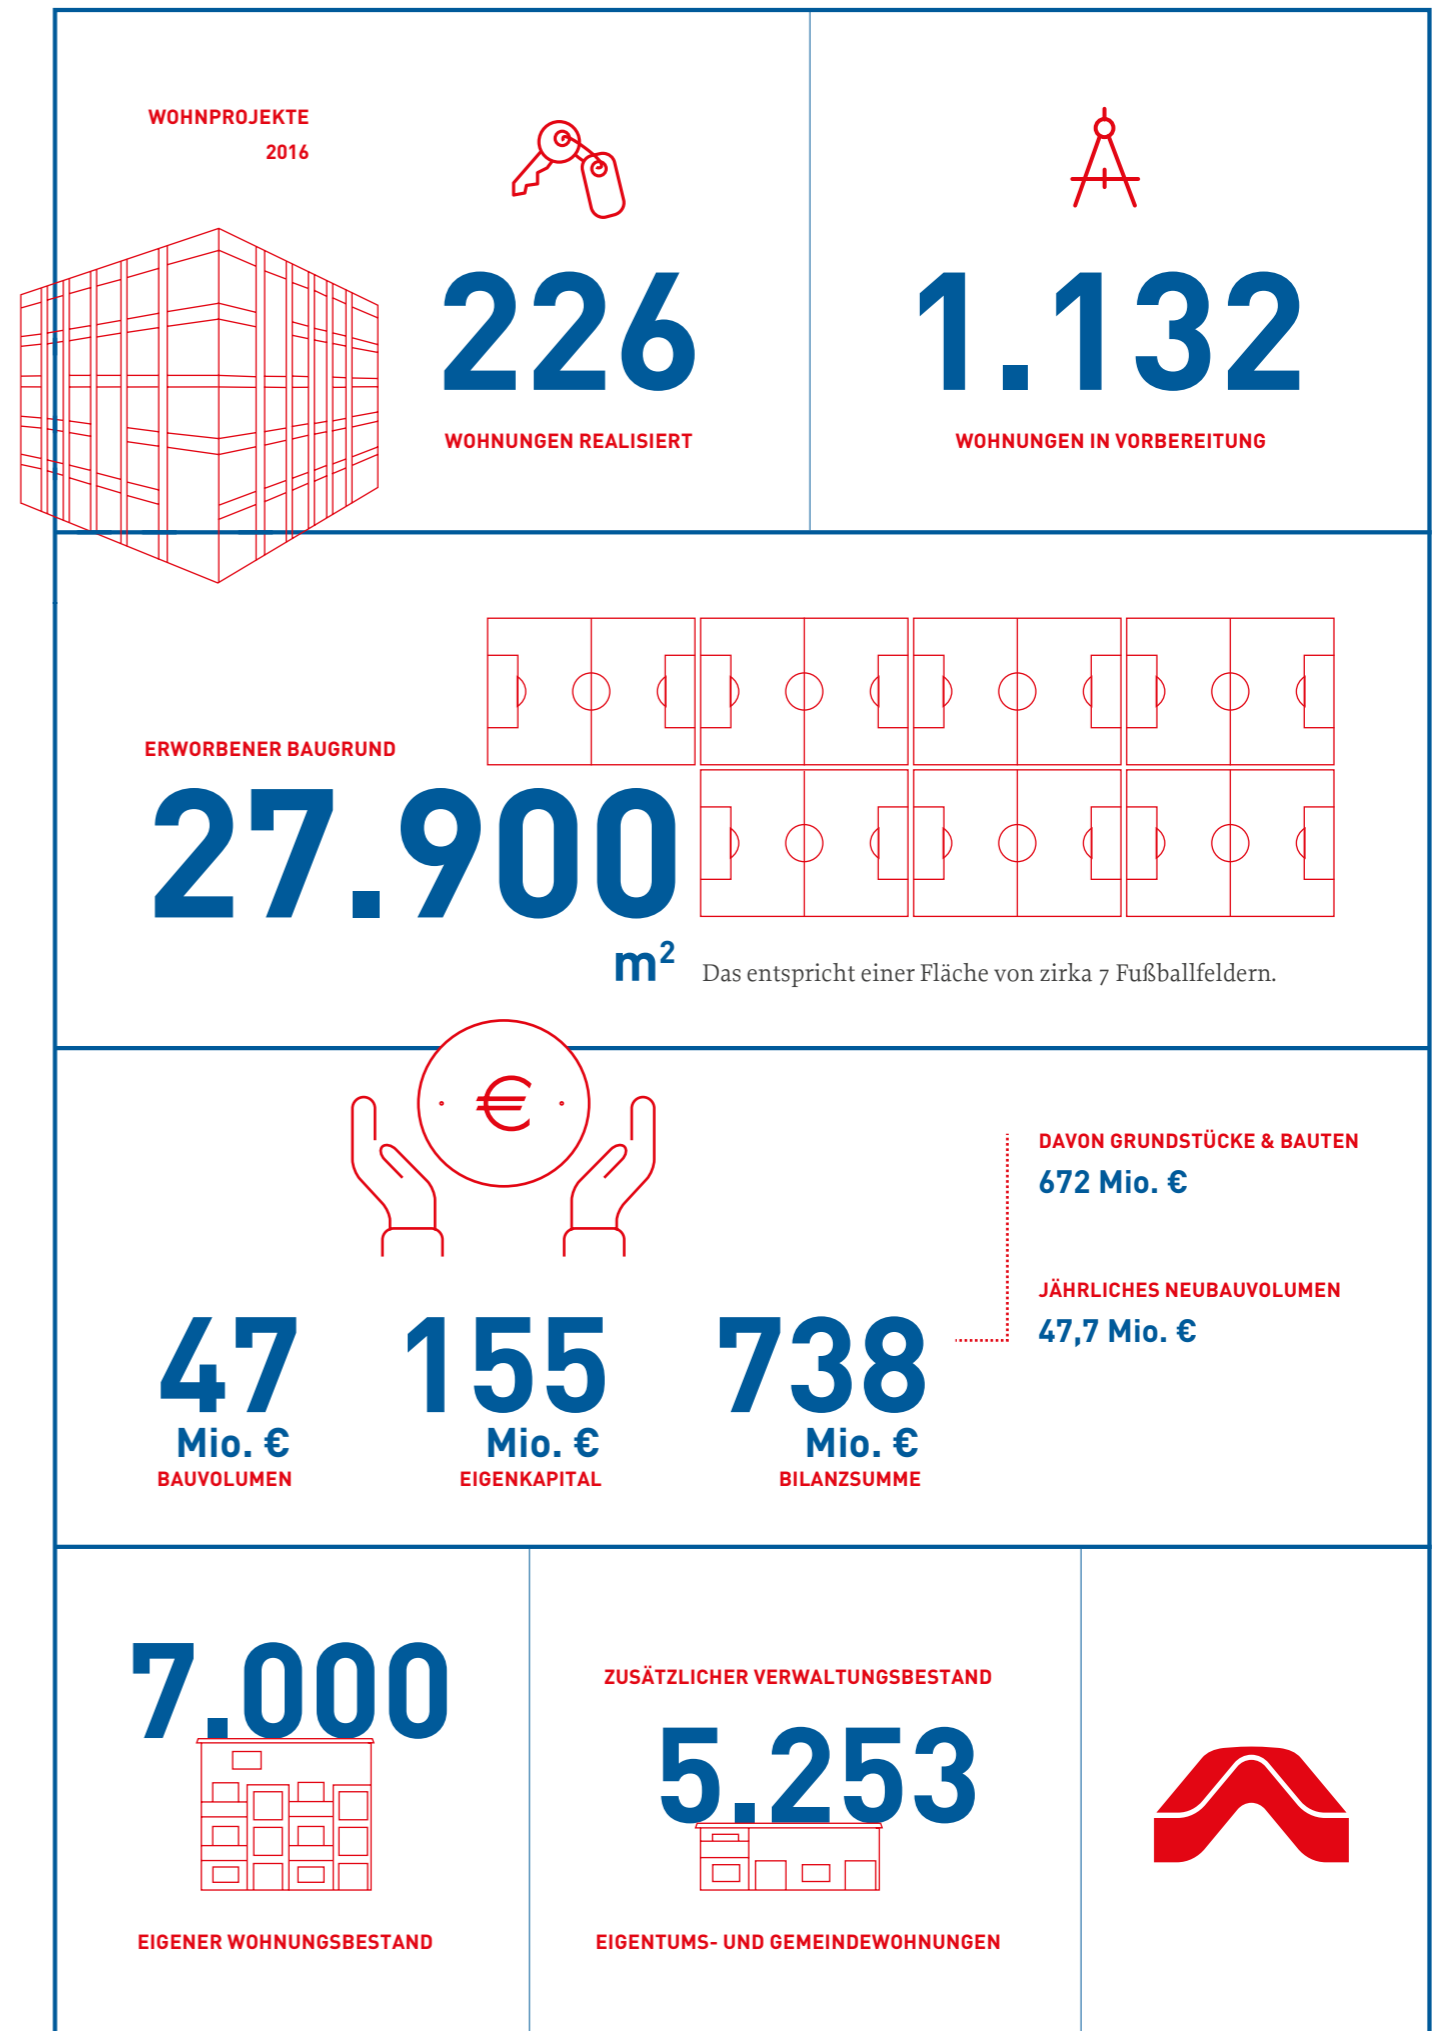 WOHNPROJEKTE
2016
226
WOHNUNGEN REALISIERT
1.132
WOHNUNGEN IN VORBEREITUNG
ERWORBENER BAUGRUND
27.900
m²
Das entspricht einer Fläche von zirka 7 Fußballfeldern.
€
47
Mio. €
BAUVOLUMEN
155
Mio. €
EIGENKAPITAL
738
Mio. €
BILANZSUMME
DAVON GRUNDSTÜCKE & BAUTEN
672 Mio. €
JÄHRLICHES NEUBAUVOLUMEN
47,7 Mio. €
7.000
EIGENER WOHNUNGSBESTAND
ZUSÄTZLICHER VERWALTUNGSBESTAND
5.253
EIGENTUMS- UND GEMEINDEWOHNUNGEN